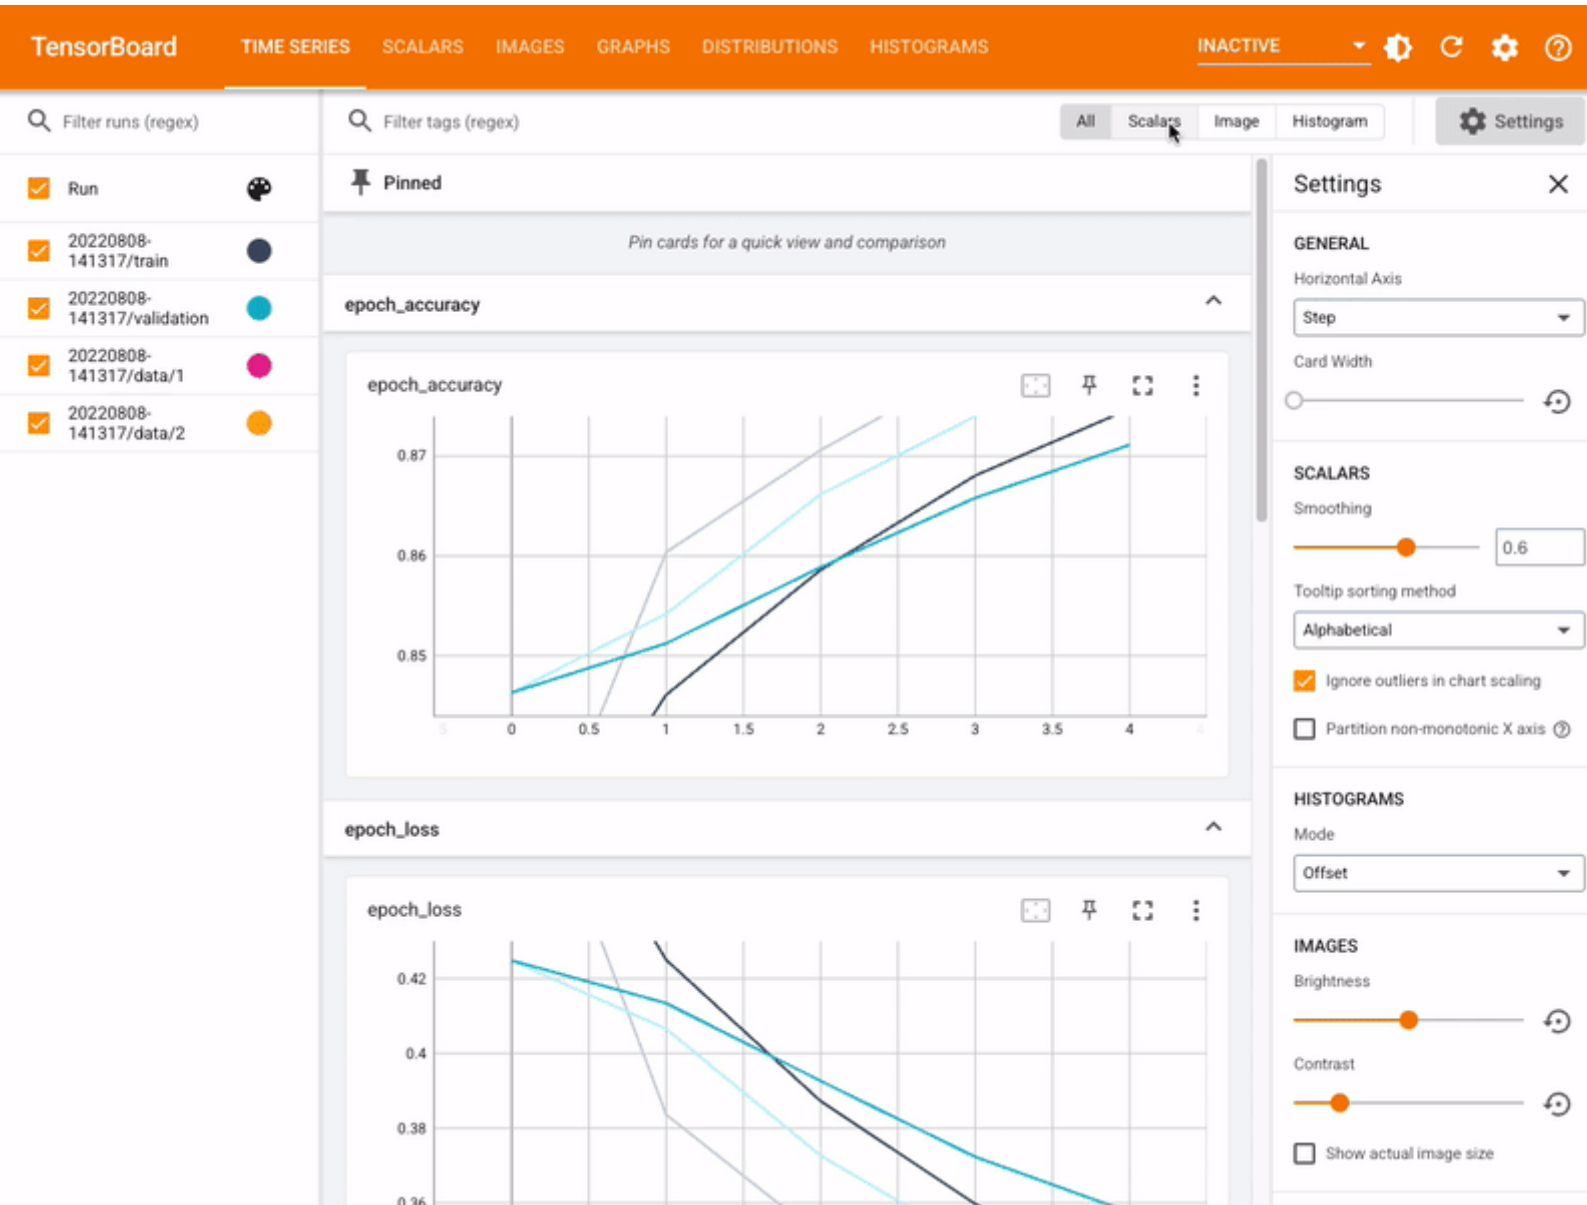 TensorBoard
TIME SERIES
SCALARS
IMAGES
GRAPHS
DISTRIBUTIONS
HISTOGRAMS
INACTIVE
Filter runs (regex)
Filter tags (regex)
All
Scalars
Image
Histogram
Settings
Run
20220808-
141317/train
20220808-
141317/validation
20220808-
141317/data/1
20220808-
141317/data/2
Pinned
Pin cards for a quick view and comparison
epoch_accuracy
epoch_accuracy
0.87
0.86
0.85
5
0
0.5
1
1.5
2
2.5
3
3.5
4
4
epoch_loss
epoch_loss
0.42
0.4
0.38
0.36
Settings
GENERAL
Horizontal Axis
Step
Card Width
SCALARS
Smoothing
0.6
Tooltip sorting method
Alphabetical
Ignore outliers in chart scaling
Partition non-monotonic X axis
HISTOGRAMS
Mode
Offset
IMAGES
Brightness
Contrast
Show actual image size